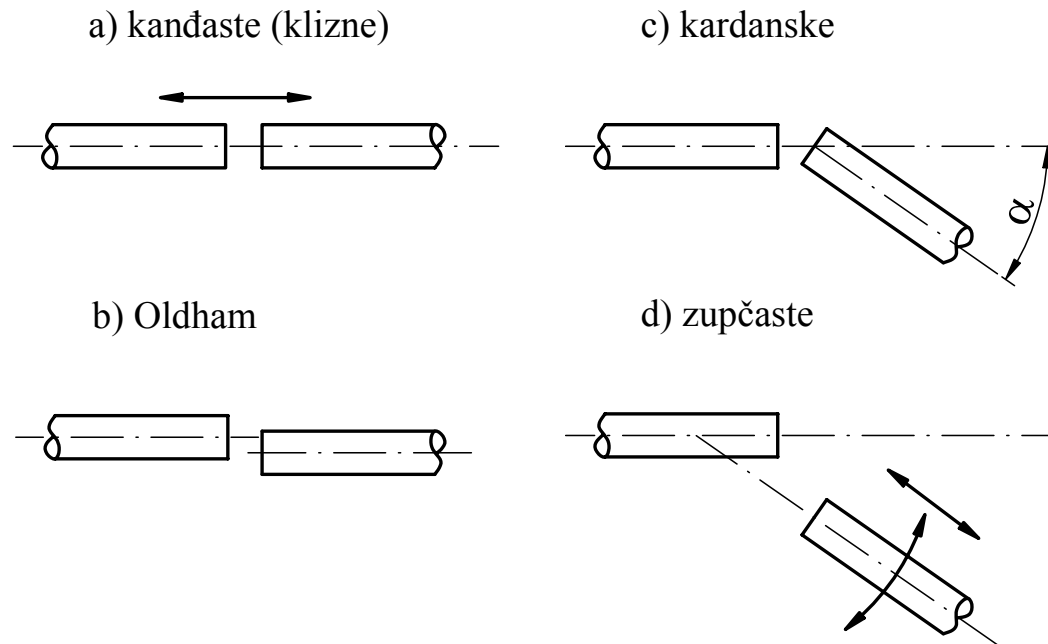 a) kanđaste (klizne)
c) kardanske
α
b) Oldham
d) zupčaste